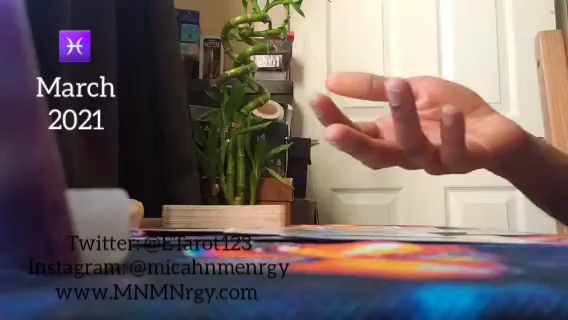 ♓
March
2021
Twitter: @ETarot123
Instagram: @micahnmenrgy
www.MNMNrgy.com